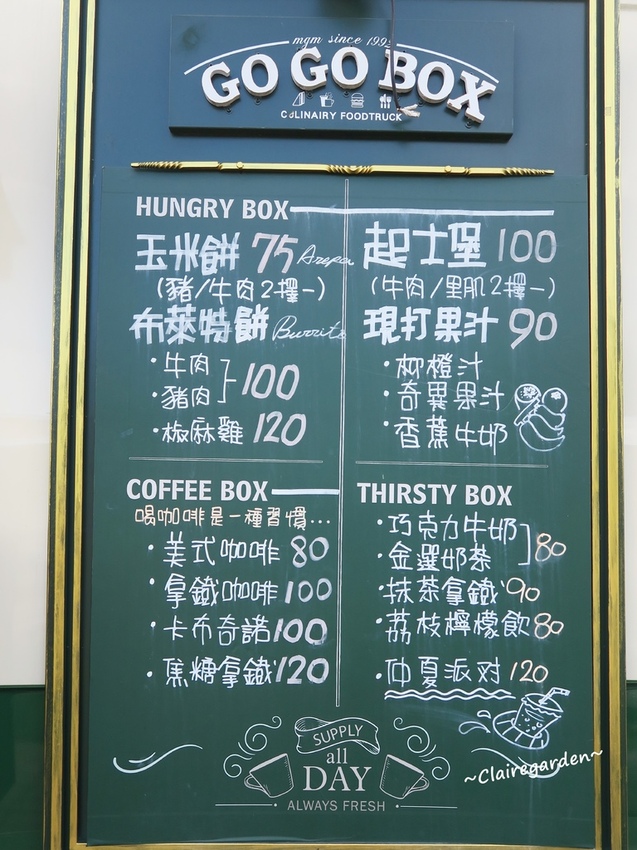 mgm since 1995
GO GO BOX
CULINAIRY FOODTRUCK
HUNGRY BOX
玉米餅 75 Arepa
(豬/牛肉2擇一)
布萊特餅 Burrito
・牛肉
・豬肉
100
・椒麻雞 120
起士堡 100
(牛肉/里肌2擇一)
現打果汁 90
・柳橙汁
・奇異果汁
・香蕉牛奶
COFFEE BOX
喝咖啡是一種習慣...
・美式咖啡 80
・拿鐵咖啡 100
・卡布奇諾 100
・焦糖拿鐵 120
THIRSTY BOX
・巧克力牛奶
・金選奶茶
80
・抹茶拿鐵 90
・荔枝檸檬飲 80
・仲夏派对 120
SUPPLY
all
DAY
ALWAYS FRESH
~Clairegarden~